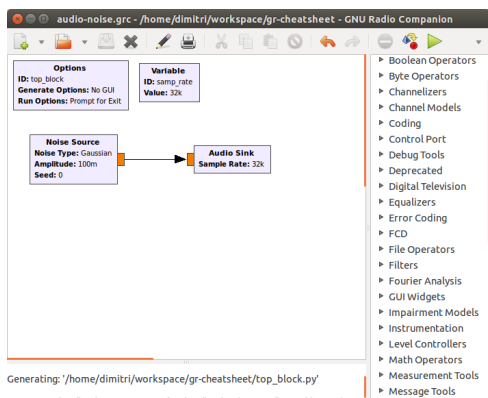 audio-noise.grc - /home/dimitri/workspace/gr-cheatsheet - GNU Radio Companion
Options
ID: top_block
Generate Options: No GUI
Run Options: Prompt for Exit
Variable
ID: samp_rate
Value: 32k
Noise Source
Noise Type: Gaussian
Amplitude: 100m
Seed: 0
Audio Sink
Sample Rate: 32k
Boolean Operators
Byte Operators
Channelizers
Channel Models
Coding
Control Port
Debug Tools
Deprecated
Digital Television
Equalizers
Error Coding
FCD
File Operators
Filters
Fourier Analysis
GUI Widgets
Impairment Models
Instrumentation
Level Controllers
Math Operators
Measurement Tools
Message Tools
Generating: '/home/dimitri/workspace/gr-cheatsheet/top_block.py'